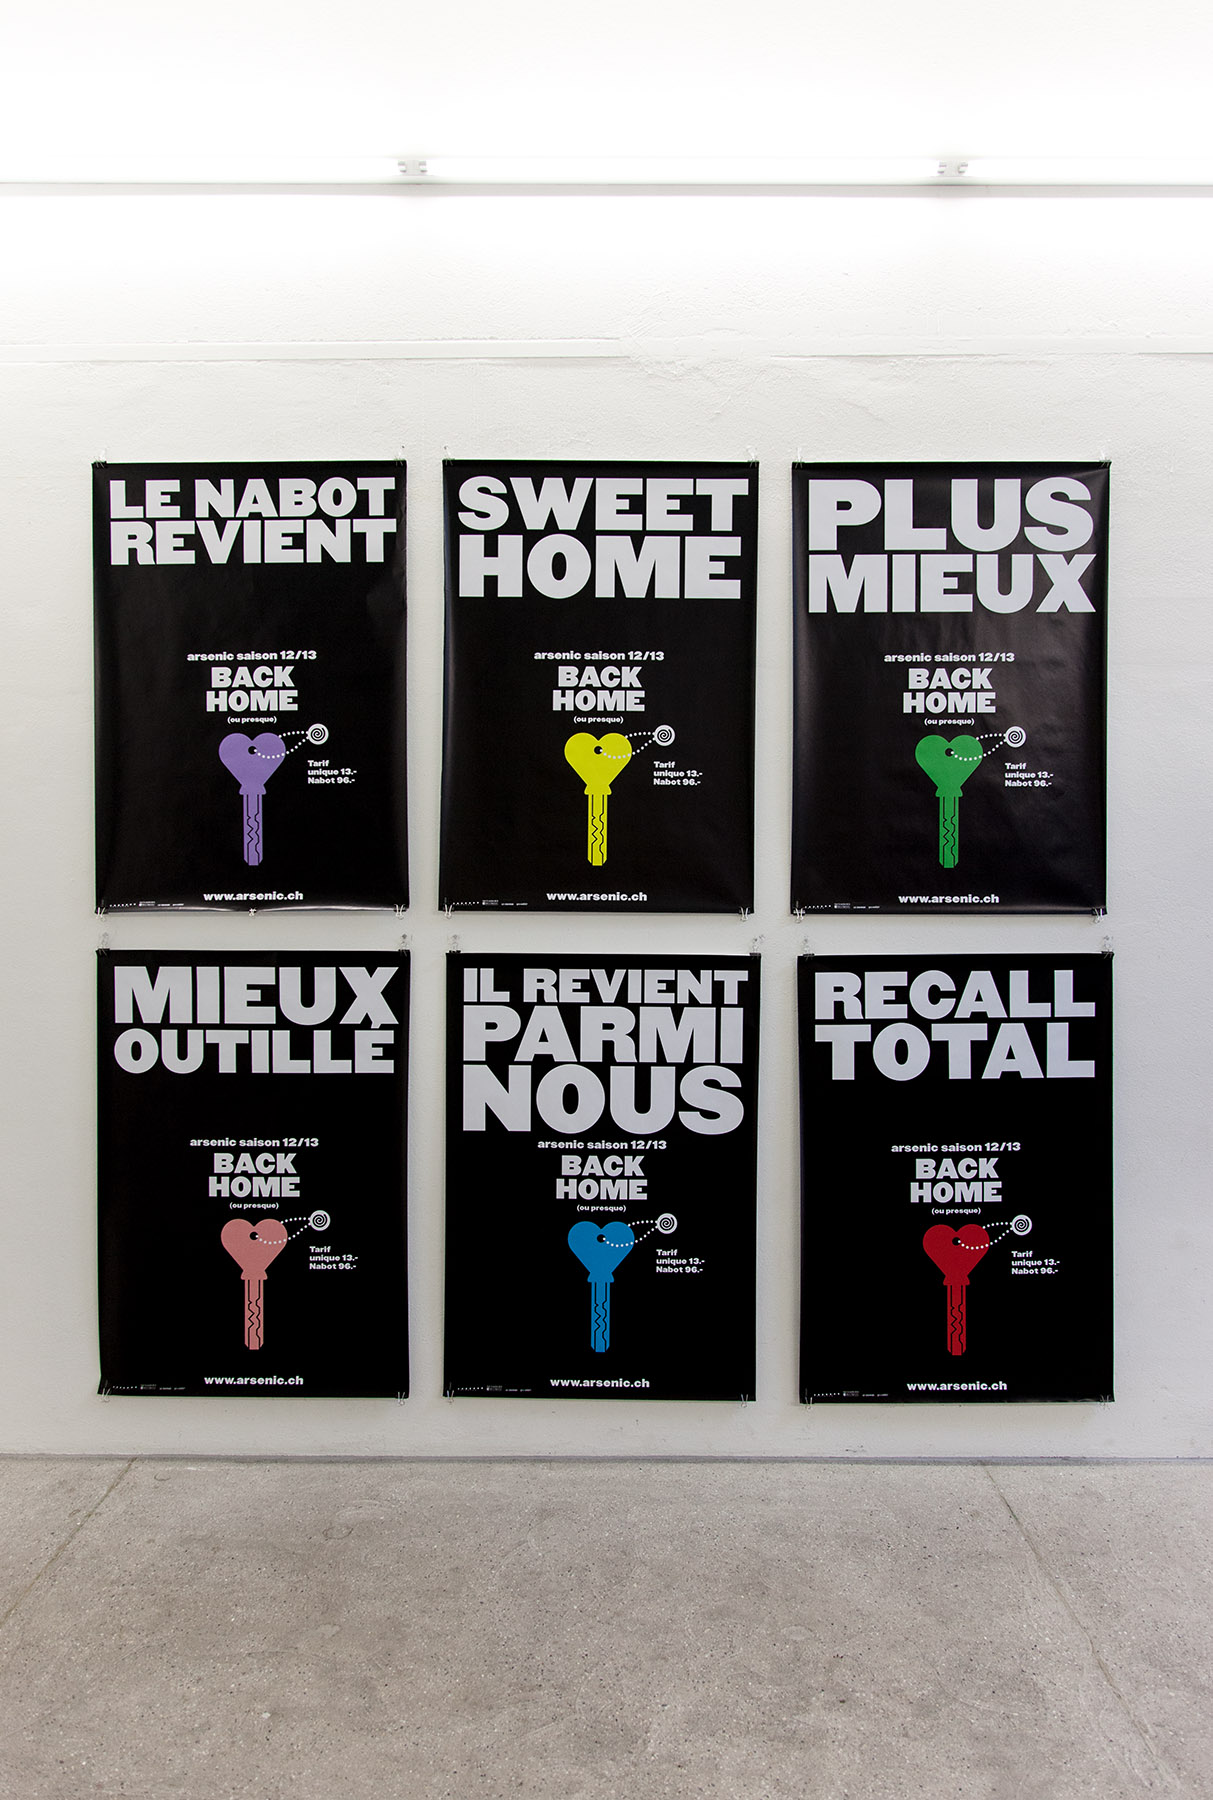 LE NABOT
REVIENT
arsenic saison 12/13
BACK
HOME
(ou presque)
Tarif
unique 13.-
Nabot 96.-
www.arsenic.ch
SWEET
HOME
arsenic saison 12/13
BACK
HOME
(ou presque)
Tarif
unique 13.-
Nabot 96.-
www.arsenic.ch
PLUS
MIEUX
arsenic saison 12/13
BACK
HOME
(ou presque)
Tarif
unique 13.-
Nabot 96.-
www.arsenic.ch
MIEUX
OUTILLÉ
arsenic saison 12/13
BACK
HOME
(ou presque)
Tarif
unique 13.-
Nabot 96.-
www.arsenic.ch
IL REVIENT
PARMI
NOUS
arsenic saison 12/13
BACK
HOME
(ou presque)
Tarif
unique 13.-
Nabot 96.-
www.arsenic.ch
RECALL
TOTAL
arsenic saison 12/13
BACK
HOME
(ou presque)
Tarif
unique 13.-
Nabot 96.-
www.arsenic.ch